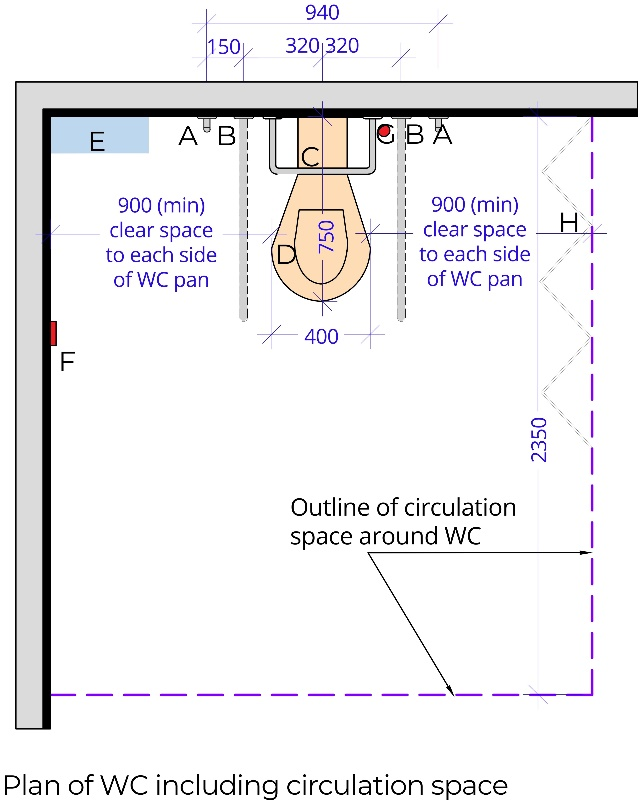 940
150 320 320
A B G B A
E
C
900 (min)
clear space
to each side
of WC pan
900 (min)
clear space
to each side
of WC pan
H
D
750
F
400
2350
Outline of circulation
space around WC
Plan of WC including circulation space